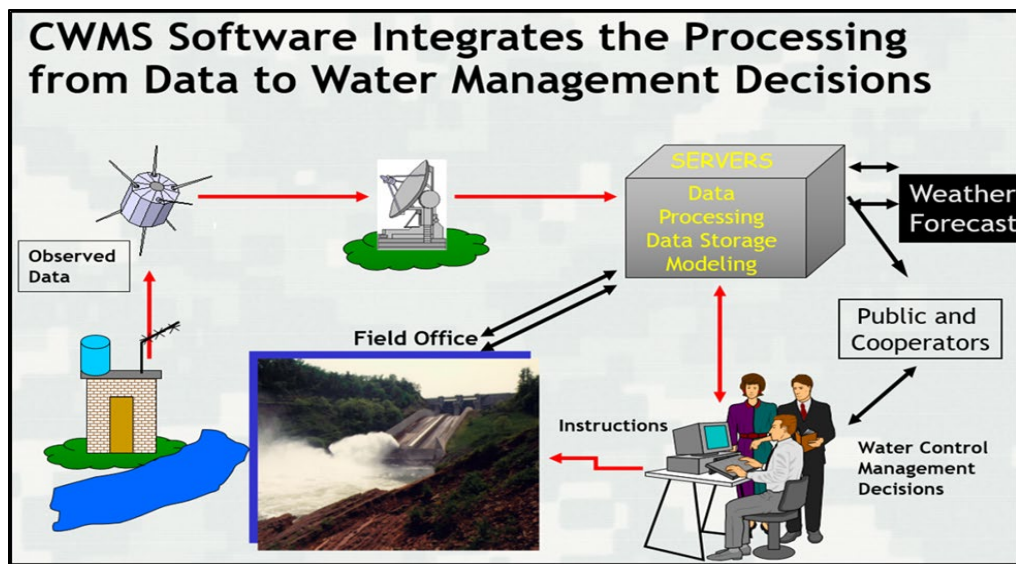 CWMS Software Integrates the Processing
from Data to Water Management Decisions
SERVERS
Data
Processing
Data Storage
Modeling
Weather
Forecast
Observed
Data
Field Office
Public and
Cooperators
Instructions
Water Control
Management
Decisions